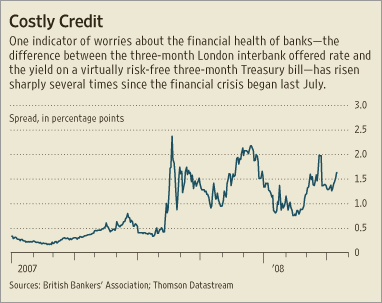 Costly Credit
One indicator of worries about the financial health of banks—the
difference between the three-month London interbank offered rate and
the yield on a virtually risk-free three-month Treasury bill—has risen
sharply several times since the financial crisis began last July.
3.0
Spread, in percentage points
2.5
2.0
1.5
1.0
0.5
0
2007
'08
Sources: British Bankers' Association; Thomson Datastream